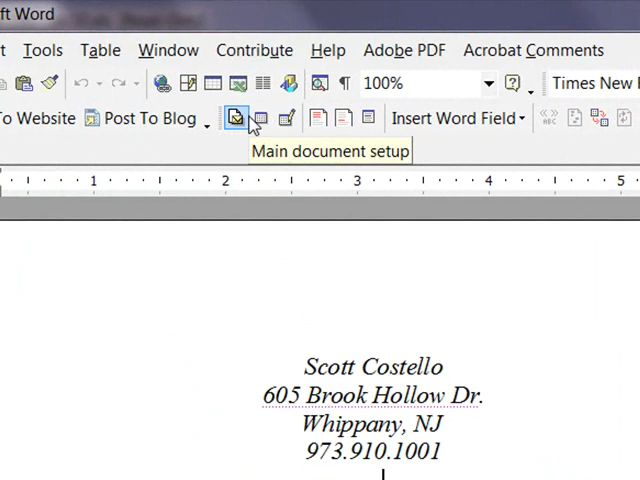 ft Word
t Tools Table Window Contribute Help Adobe PDF Acrobat Comments
100% Times New
To Website Post To Blog Insert Word Field
Main document setup
1 2 3 4 5
Scott Costello
605 Brook Hollow Dr.
Whippany, NJ
973.910.1001